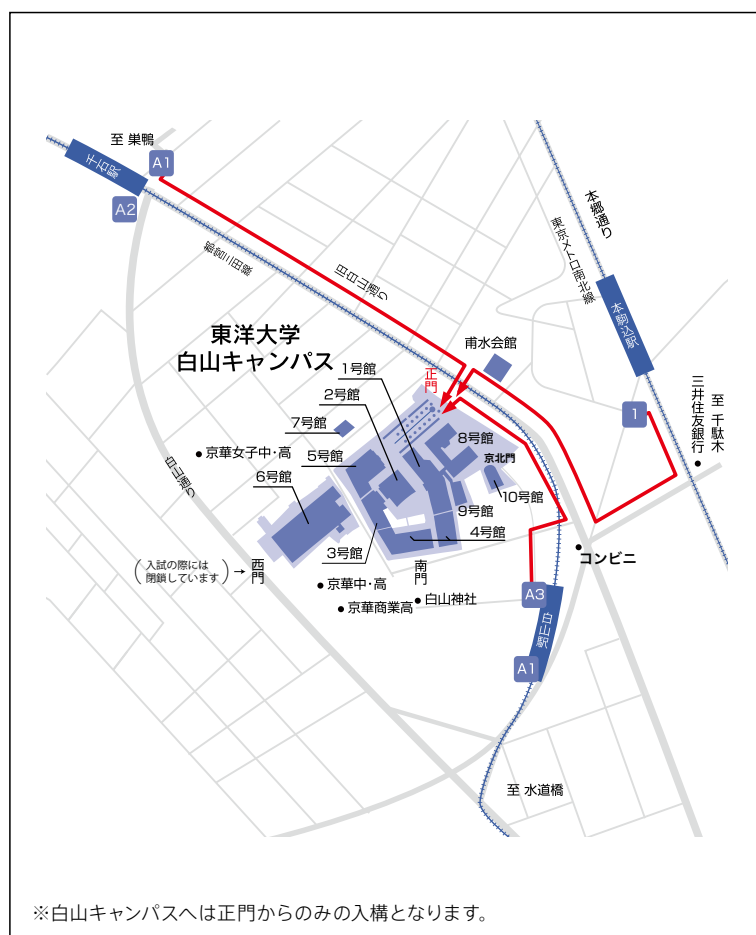 至 巣鴨
A1
千石駅
A2
都営三田線
旧白山通り
本郷通り
東京メトロ南北線
本駒込駅
東洋大学
白山キャンパス
甫水会館
正門
1号館
2号館
7号館
8号館
京北門
5号館
京華女子中・高
6号館
10号館
9号館
4号館
3号館
白山通り
1
三井住友銀行
至 千駄木
入試の際には
閉鎖しています
→
西門
南門
コンビニ
京華中・高
白山神社
京華商業高
A3
白山駅
A1
至 水道橋
※白山キャンパスへは正門からのみの入構となります。